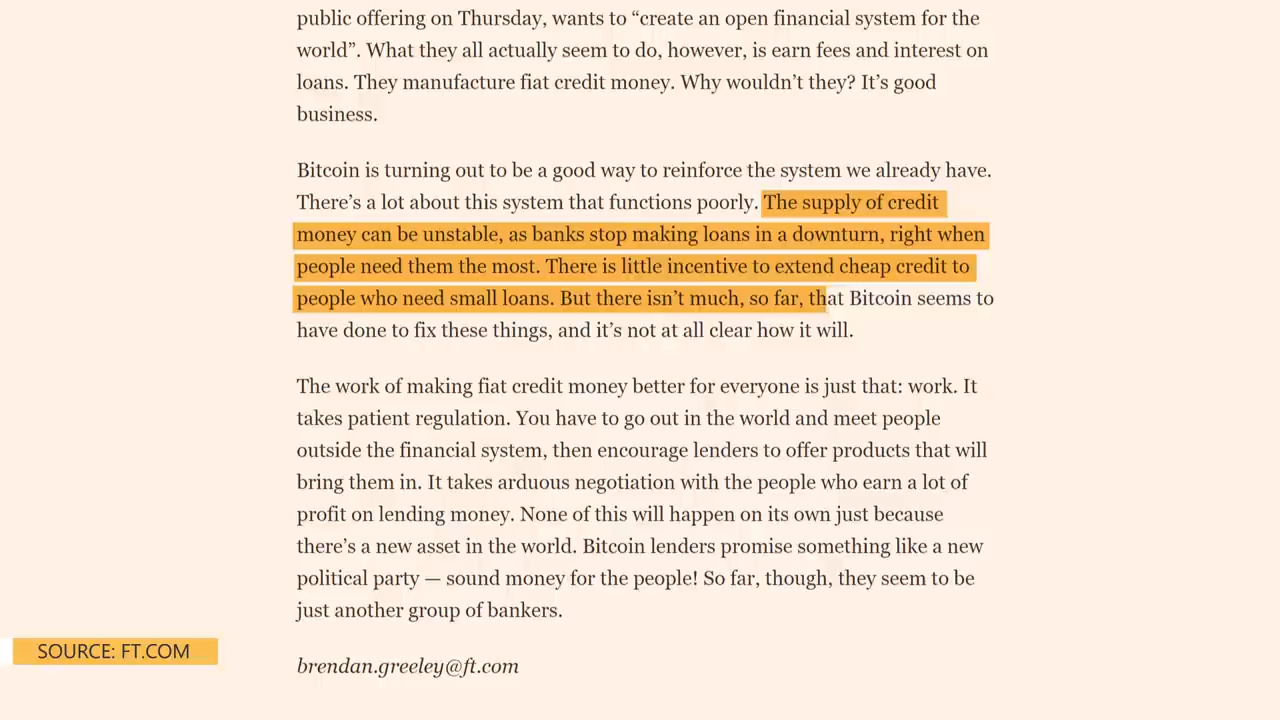 public offering on Thursday, wants to “create an open financial system for the
world”. What they all actually seem to do, however, is earn fees and interest on
loans. They manufacture fiat credit money. Why wouldn’t they? It’s good
business.
Bitcoin is turning out to be a good way to reinforce the system we already have.
There’s a lot about this system that functions poorly. The supply of credit
money can be unstable, as banks stop making loans in a downturn, right when
people need them the most. There is little incentive to extend cheap credit to
people who need small loans. But there isn’t much, so far, that Bitcoin seems to
have done to fix these things, and it’s not at all clear how it will.
The work of making fiat credit money better for everyone is just that: work. It
takes patient regulation. You have to go out in the world and meet people
outside the financial system, then encourage lenders to offer products that will
bring them in. It takes arduous negotiation with the people who earn a lot of
profit on lending money. None of this will happen on its own just because
there’s a new asset in the world. Bitcoin lenders promise something like a new
political party — sound money for the people! So far, though, they seem to be
just another group of bankers.
SOURCE: FT.COM
brendan.greeley@ft.com